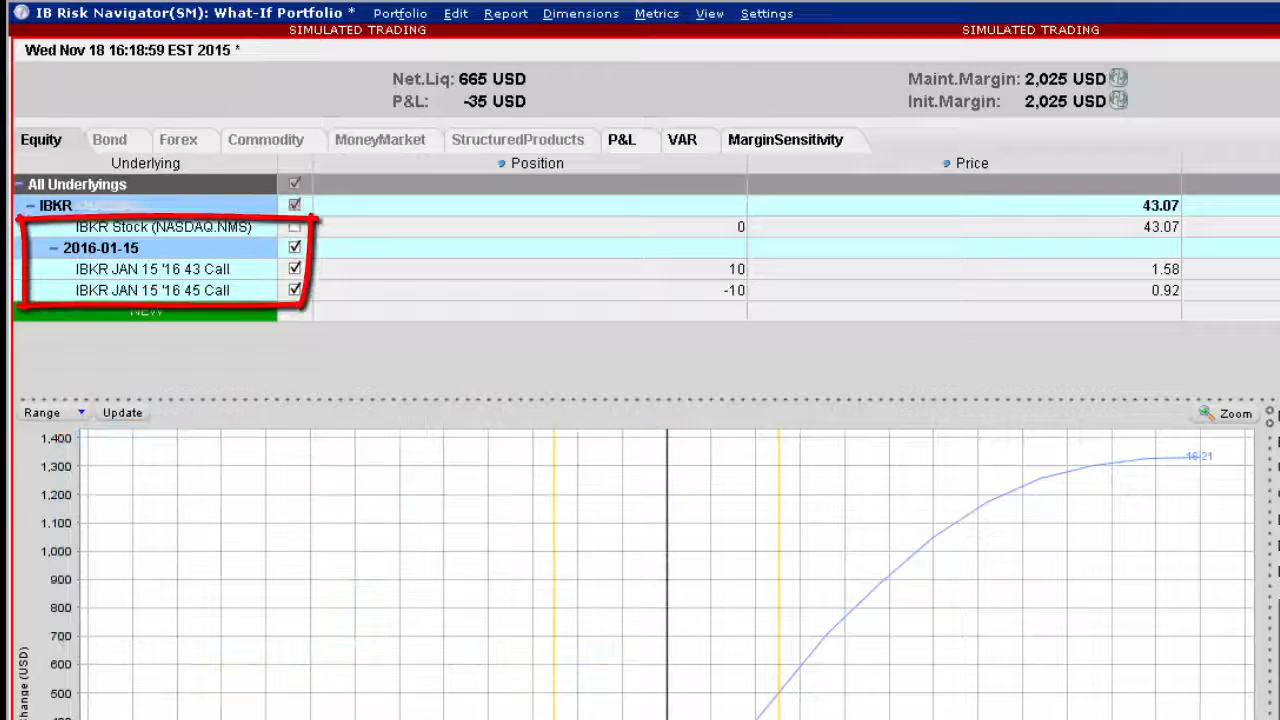 IB Risk Navigator(SM): What-If Portfolio * Portfolio Edit Report Dimensions Metrics View Settings
SIMULATED TRADING SIMULATED TRADING
Wed Nov 18 16:18:59 EST 2015 *
Net.Liq: 665 USD Maint.Margin: 2,025 USD
P&L: -35 USD Init.Margin: 2,025 USD
Equity Bond Forex Commodity MoneyMarket StructuredProducts P&L VAR MarginSensitivity
Underlying Position Price
All Underlyings
IBKR 43.07
IBKR Stock (NASDAQ.NMS) 0 43.07
2016-01-15
IBKR JAN 15 '16 43 Call 10 1.58
IBKR JAN 15 '16 45 Call -10 0.92
NEW
Range Update Zoom
1,400
1,300
16:21
1,200
1,100
1,000
900
800
700
600
500
Change (USD)